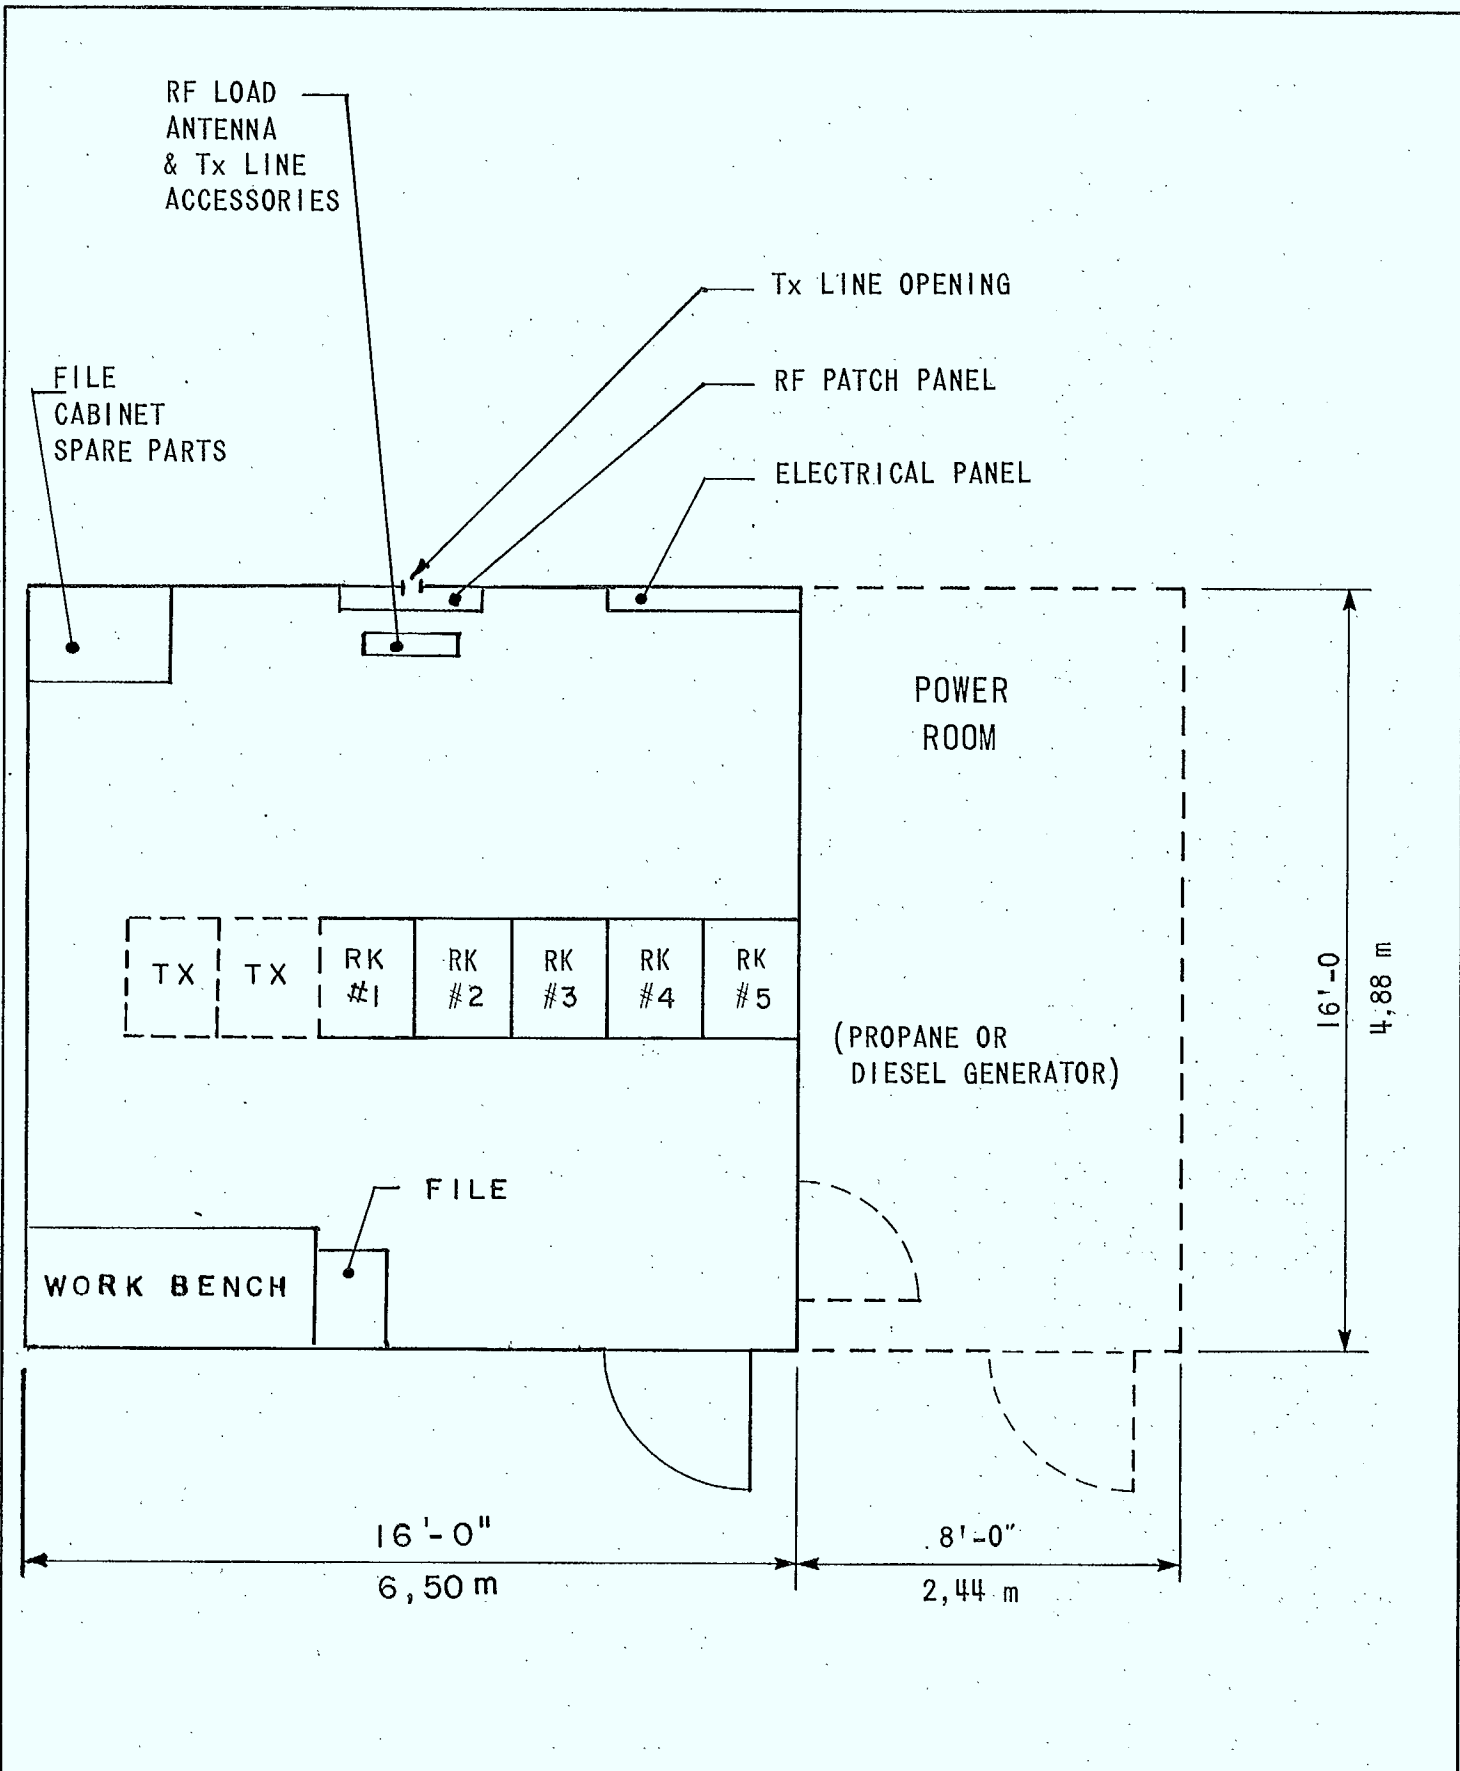 RF LOAD
ANTENNA
& Tx LINE
ACCESSORIES
Tx LINE OPENING
RF PATCH PANEL
ELECTRICAL PANEL
FILE
CABINET
SPARE PARTS
POWER
ROOM
TX
TX
RK
#1
RK
#2
RK
#3
RK
#4
RK
#5
(PROPANE OR
DIESEL GENERATOR)
16'-0
4,88 m
FILE
WORK BENCH
16'-0"
6,50 m
8'-0"
2,44 m